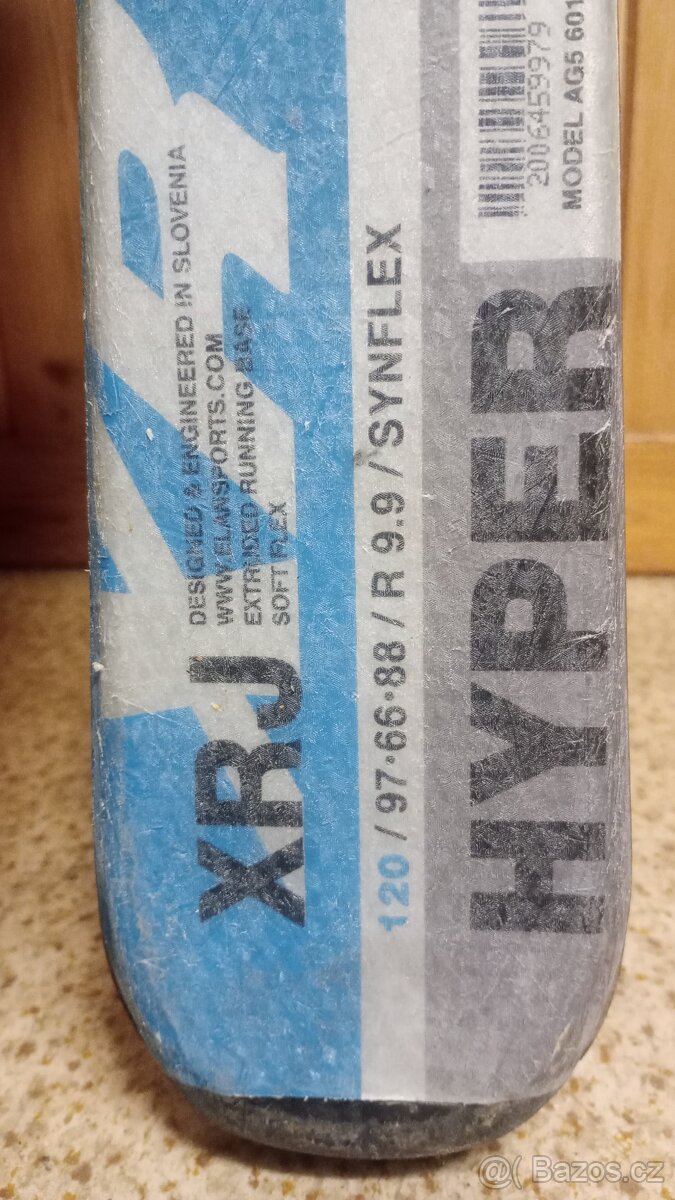 XRJ
DESIGNED & ENGINEERED IN SLOVENIA
WWW.ELANSPORTS.COM
EXTRUDED RUNNING BASE
SOFT FLEX
120 / 97·66·88 / R 9.9 / SYNFLEX
HYPER
2006459979
MODEL AG5 601
@( Bazos.cz